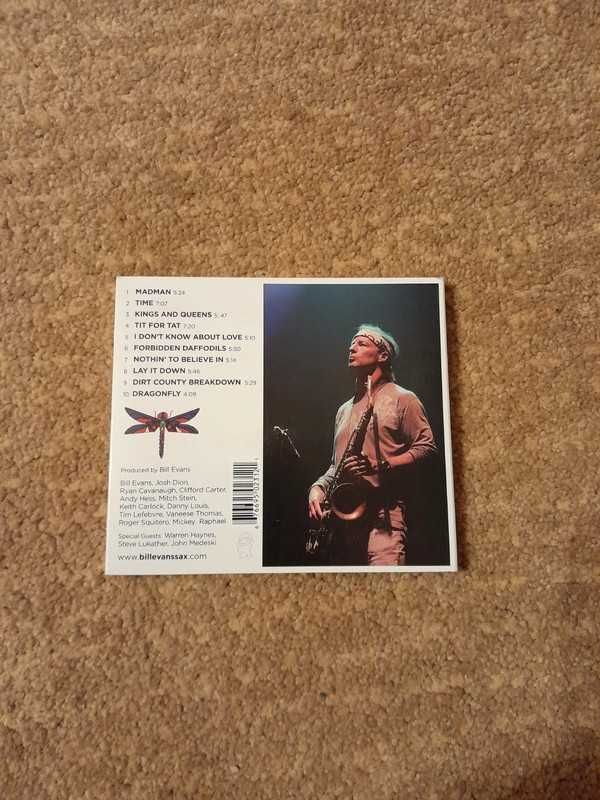 1 MADMAN 5:24
2 TIME 7:07
3 KINGS AND QUEENS 5:47
4 TIT FOR TAT 7:20
5 I DON'T KNOW ABOUT LOVE 5:10
6 FORBIDDEN DAFFODILS 5:50
7 NOTHIN' TO BELIEVE IN 5:14
8 LAY IT DOWN 5:46
9 DIRT COUNTY BREAKDOWN 5:29
10 DRAGONFLY 4:09
Produced by Bill Evans
Bill Evans, Josh Dion,
Ryan Cavanaugh, Clifford Carter,
Andy Hess, Mitch Stein,
Keith Carlock, Danny Louis,
Tim Lefebvre, Vaneese Thomas,
Roger Squitero, Mickey Raphael
Special Guests: Warren Haynes,
Steve Lukather, John Medeski
www.billevanssax.com